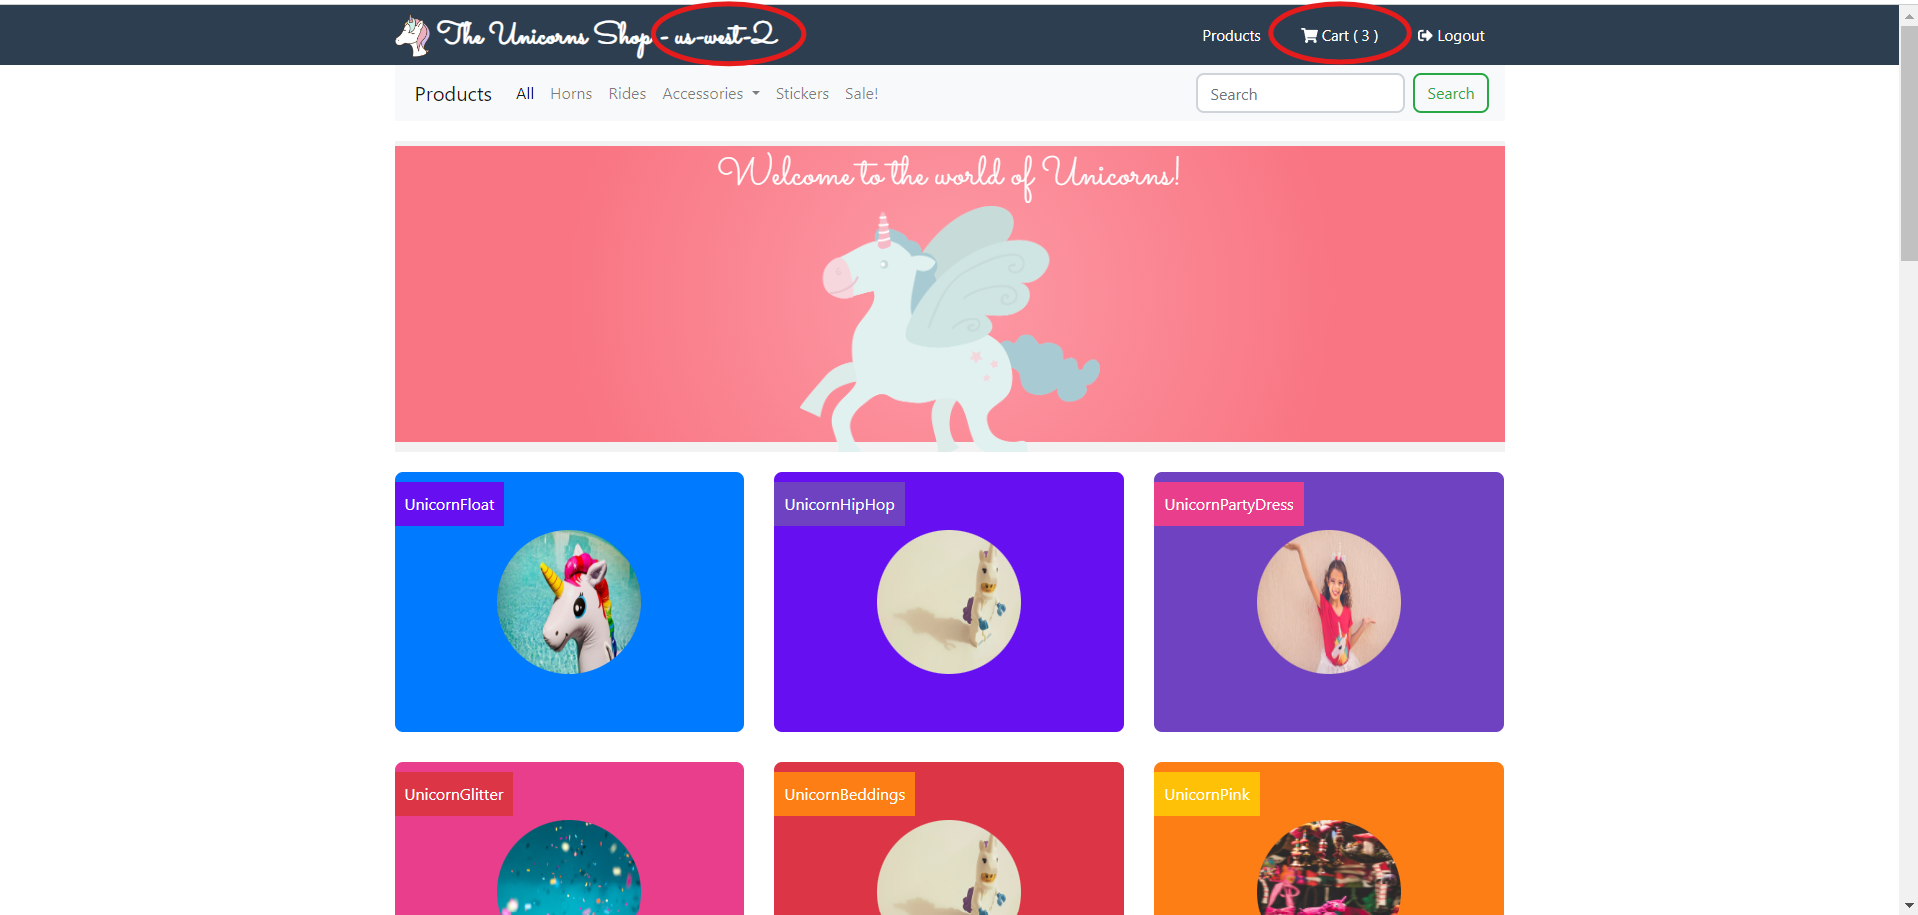 The Unicorns Shop - us-west-2
Products Cart ( 3 ) Logout
Products All Horns Rides Accessories Stickers Sale! Search Search
Welcome to the world of Unicorns!
UnicornFloat
UnicornHipHop
UnicornPartyDress
UnicornGlitter
UnicornBeddings
UnicornPink